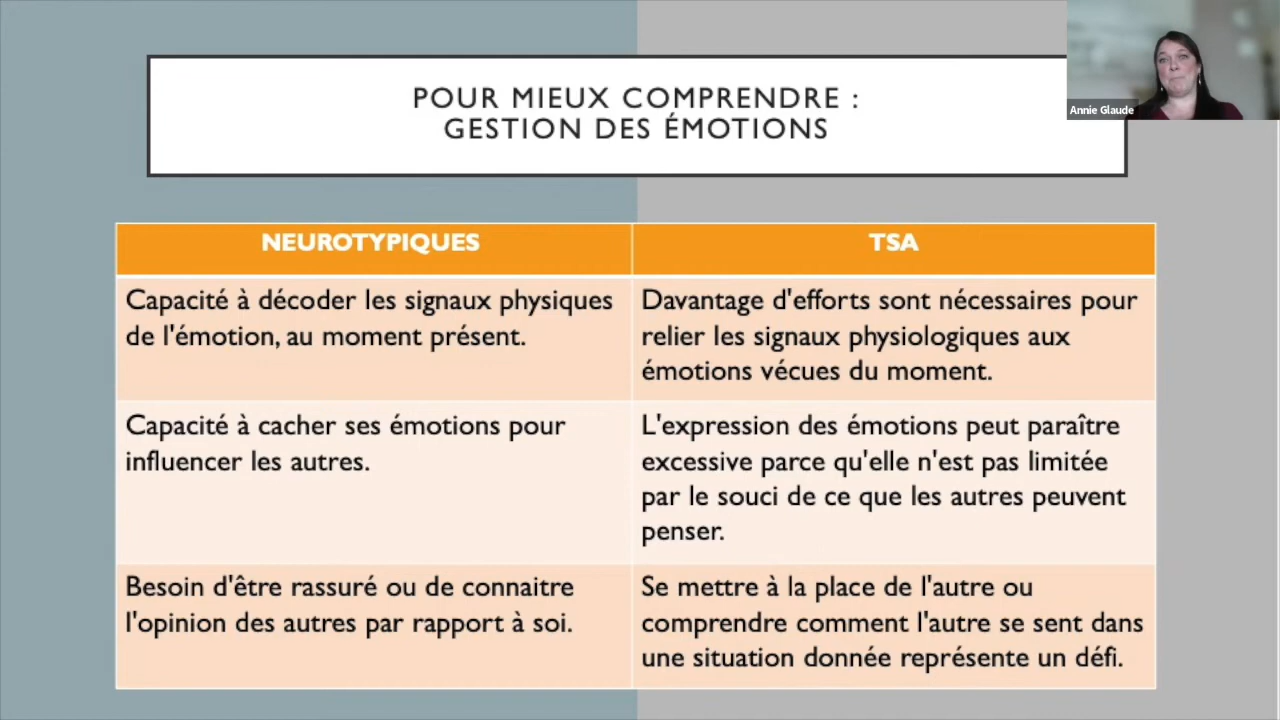 POUR MIEUX COMPRENDRE :
GESTION DES ÉMOTIONS
Annie Glaude
NEUROTYPIQUES
TSA
Capacité à décoder les signaux physiques
de l'émotion, au moment présent.
Davantage d'efforts sont nécessaires pour
relier les signaux physiologiques aux
émotions vécues du moment.
Capacité à cacher ses émotions pour
influencer les autres.
L'expression des émotions peut paraître
excessive parce qu'elle n'est pas limitée
par le souci de ce que les autres peuvent
penser.
Besoin d'être rassuré ou de connaitre
l'opinion des autres par rapport à soi.
Se mettre à la place de l'autre ou
comprendre comment l'autre se sent dans
une situation donnée représente un défi.